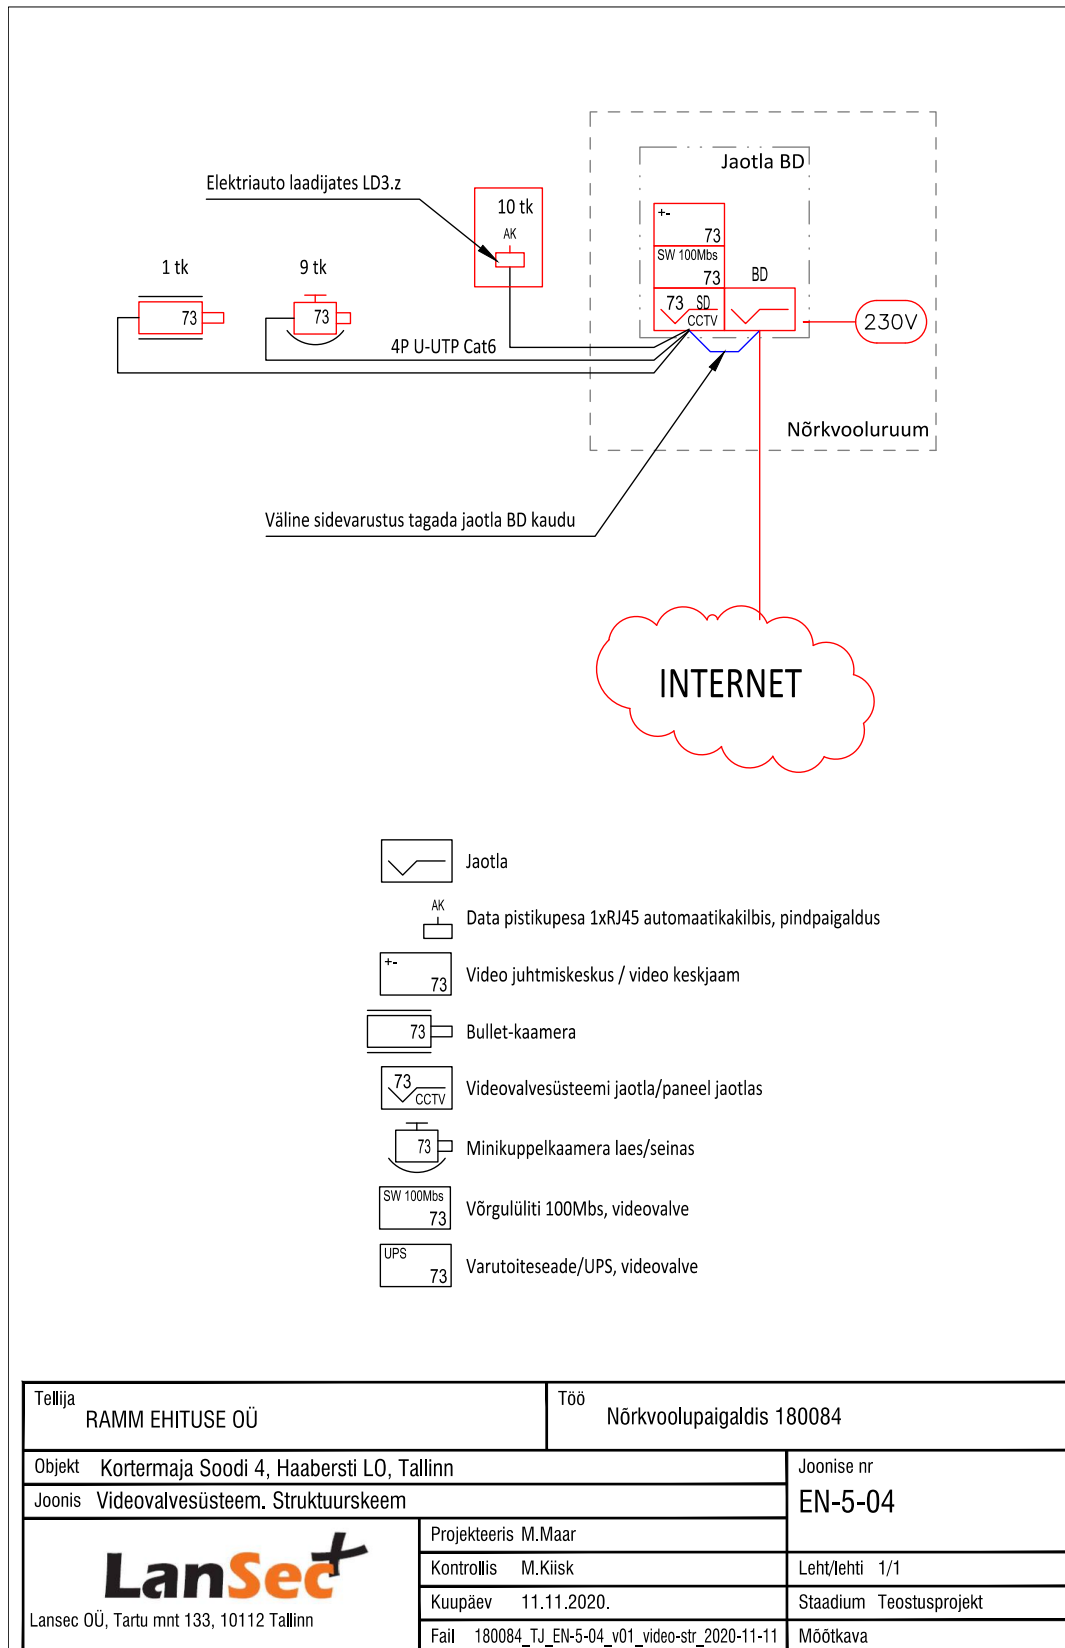 Jaotla BD
Elektriauto laadijates LD3.z
10 tk
AK
+-
73
SW 100Mbs
73
BD
1 tk
9 tk
73
73
73 SD
CCTV
230V
4P U-UTP Cat6
Nõrkvooluruum
Väline sidevarustus tagada jaotla BD kaudu
INTERNET
Jaotla
AK
Data pistikupesa 1xRJ45 automaatikakilbis, pindpaigaldus
+-
73
Video juhtmiskeskus / video keskjaam
73
Bullet-kaamera
73
CCTV
Videovalvesüsteemi jaotla/paneel jaotlas
73
Minikuppelkaamera laes/seinas
SW 100Mbs
73
Võrgulüliti 100Mbs, videovalve
UPS
73
Varutoiteseade/UPS, videovalve
Tellija
RAMM EHITUSE OÜ
Töö
Nõrkvoolupaigaldis 180084
Objekt Kortermaja Soodi 4, Haabersti LO, Tallinn
Joonis Videovalvesüsteem. Struktuurskeem
Joonise nr
EN-5-04
LanSec+
Lansec OÜ, Tartu mnt 133, 10112 Tallinn
Projekteeris M.Maar
Kontrollis M.Kiisk
Leht/lehti 1/1
Kuupäev 11.11.2020.
Staadium Teostusprojekt
Fail 180084_TJ_EN-5-04_v01_video-str_2020-11-11
Mõõtkava